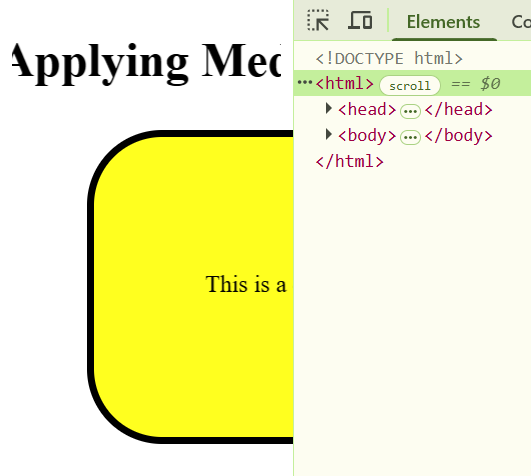 Applying Med
This is a
Elements Co
<!DOCTYPE html>
<html> scroll == $0
<head> </head>
<body> </body>
</html>